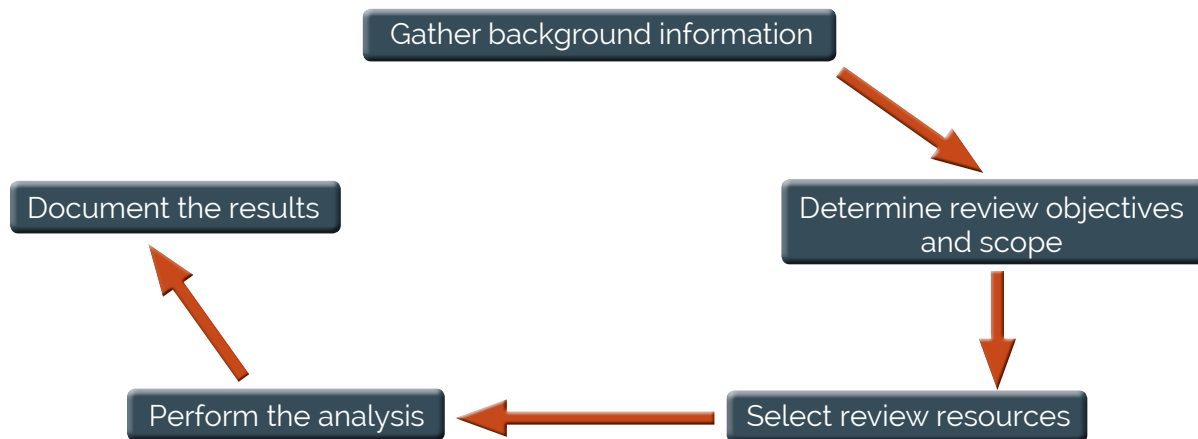 Gather background information
Determine review objectives
and scope
Select review resources
Perform the analysis
Document the results